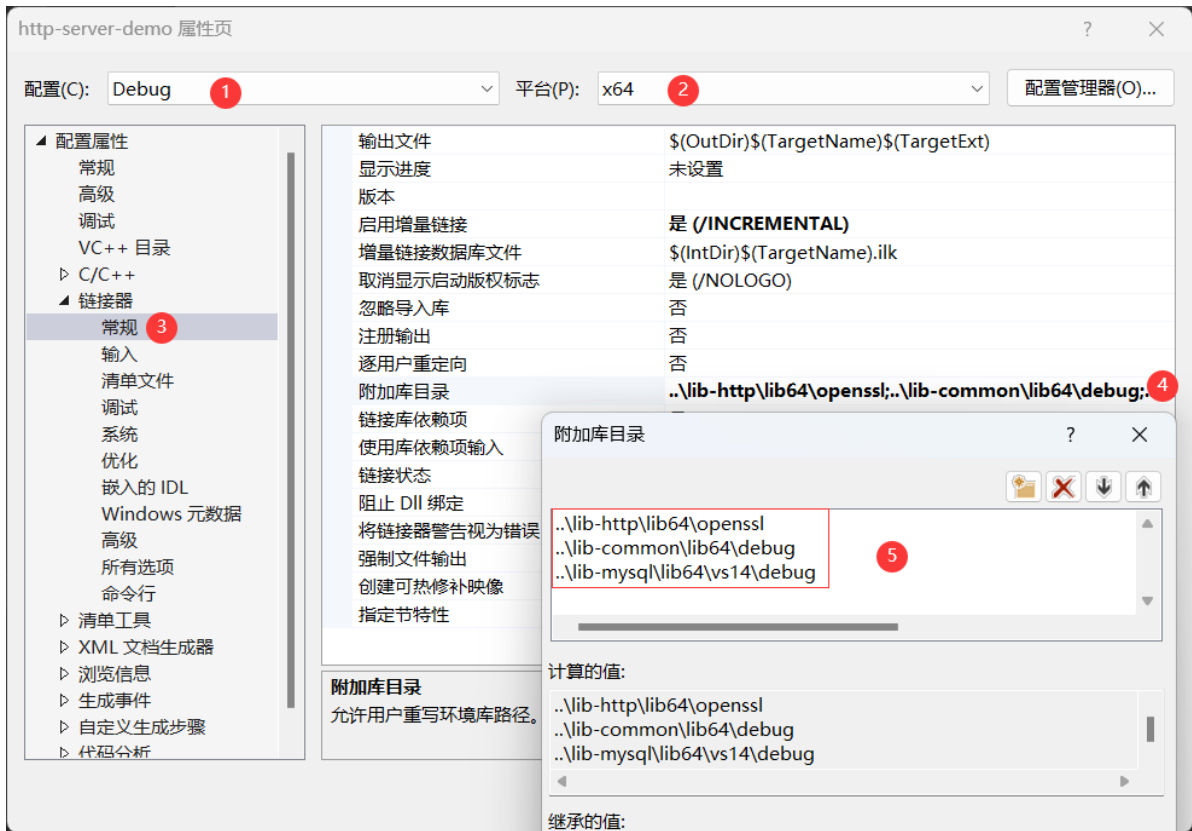 http-server-demo 属性页
?
配置(C):
Debug
1
平台(P):
x64
2
配置管理器(O)...
配置属性
常规
高级
调试
VC++ 目录
C/C++
链接器
常规 3
输入
清单文件
调试
系统
优化
嵌入的 IDL
Windows 元数据
高级
所有选项
命令行
清单工具
XML 文档生成器
浏览信息
生成事件
自定义生成步骤
代码分析
输出文件 $(OutDir)$(TargetName)$(TargetExt)
显示进度 未设置
版本
启用增量链接 是 (/INCREMENTAL)
增量链接数据库文件 $(IntDir)$(TargetName).ilk
取消显示启动版权标志 是 (/NOLOGO)
忽略导入库 否
注册输出 否
逐用户重定向 否
附加库目录 ..\lib-http\lib64\openssl;..\lib-common\lib64\debug;. 4
链接库依赖项
使用库依赖项输入
链接状态
阻止 Dll 绑定
将链接器警告视为错误
强制文件输出
创建可热修补映像
指定节特性
附加库目录
允许用户重写环境库路径。
附加库目录
?
..\lib-http\lib64\openssl
..\lib-common\lib64\debug
..\lib-mysql\lib64\vs14\debug
5
计算的值:
..\lib-http\lib64\openssl
..\lib-common\lib64\debug
..\lib-mysql\lib64\vs14\debug
继承的值: